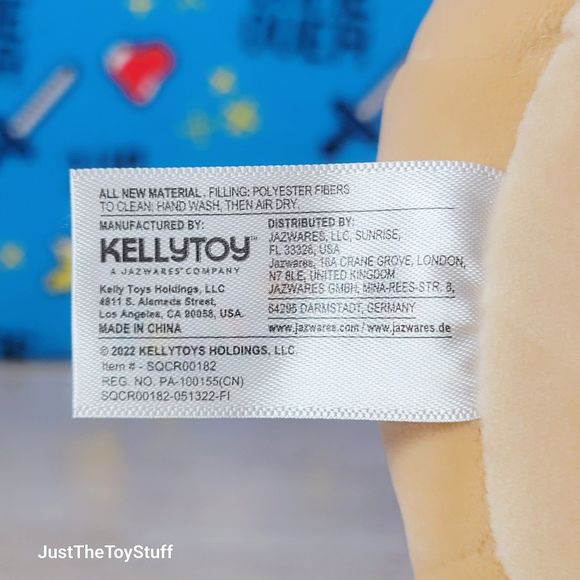 ALL NEW MATERIAL. FILLING: POLYESTER FIBERS
TO CLEAN: HAND WASH, THEN AIR DRY.
MANUFACTURED BY:
KELLYTOY™
A JAZWARES® COMPANY
Kelly Toys Holdings, LLC
4811 S. Alameda Street,
Los Angeles, CA 90058, USA.
MADE IN CHINA
DISTRIBUTED BY:
JAZWARES, LLC, SUNRISE,
FL 33326, USA
Jazwares, 16A CRANE GROVE, LONDON,
N7 8LE, UNITED KINGDOM
JAZWARES GMBH, MINA-REES-STR. 8,
64295 DARMSTADT, GERMANY
www.jazwares.com / www.jazwares.de
© 2022 KELLYTOYS HOLDINGS, LLC.
Item # - SQCR00182
REG. NO. PA-100155(CN)
SQCR00182-051322-FI
JustTheToyStuff